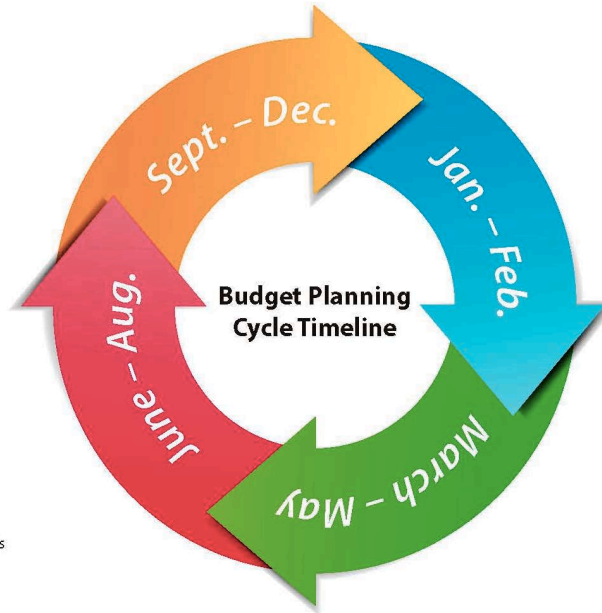 Sept. – Dec.
Jan. – Feb.
Budget Planning
Cycle Timeline
June – Aug.
March – May
s